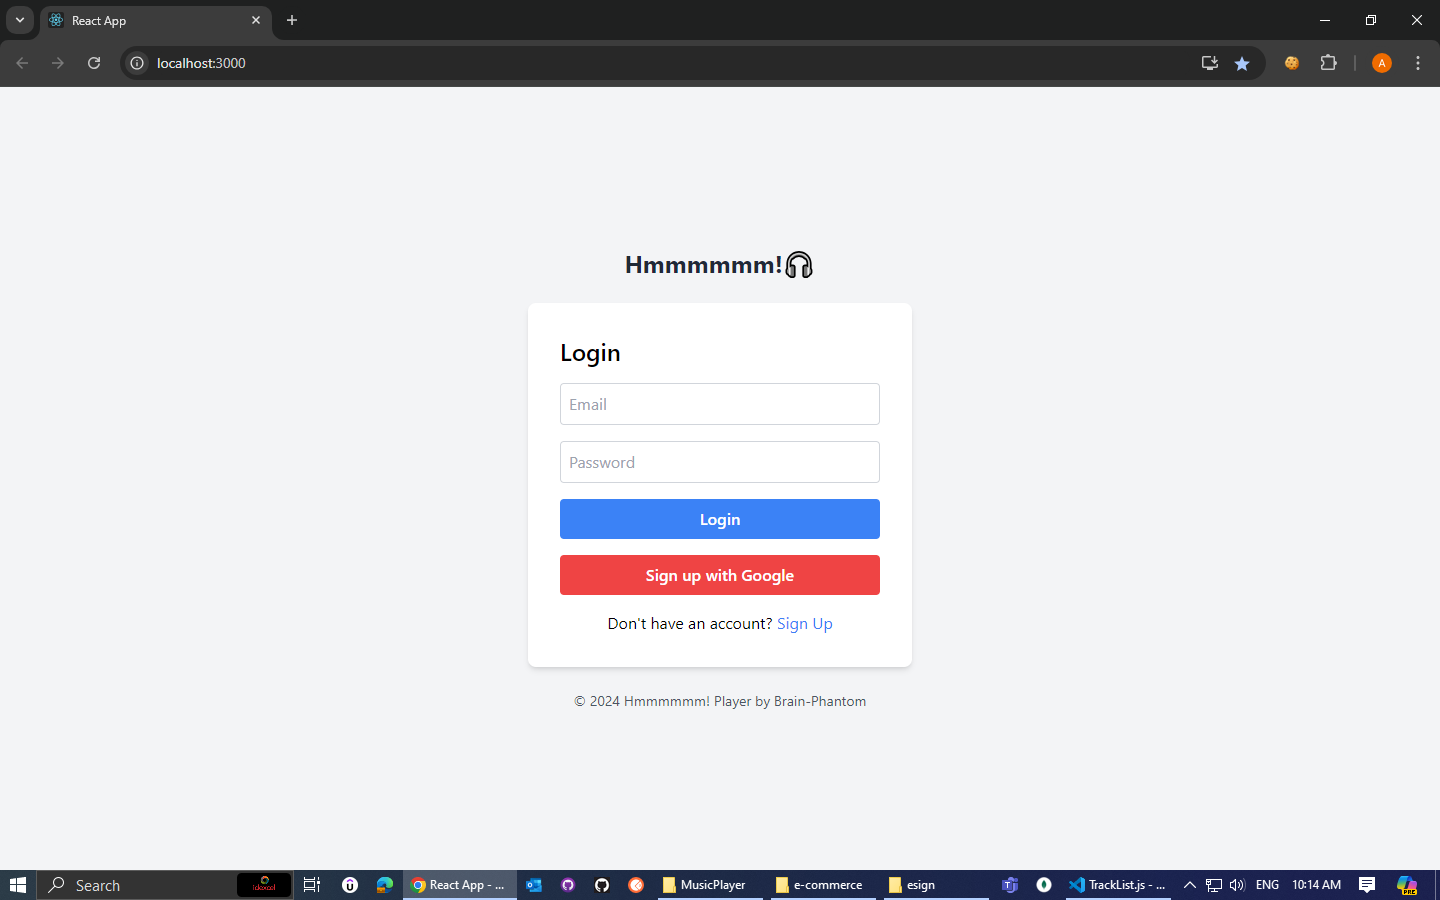 React App
localhost:3000
A
Hmmmmmm!
Login
Email
Password
Login
Sign up with Google
Don't have an account? Sign Up
© 2024 Hmmmmmm! Player by Brain-Phantom
Search
React App - ...
MusicPlayer
e-commerce
esign
TrackList.js - ...
ENG
10:14 AM
PRE